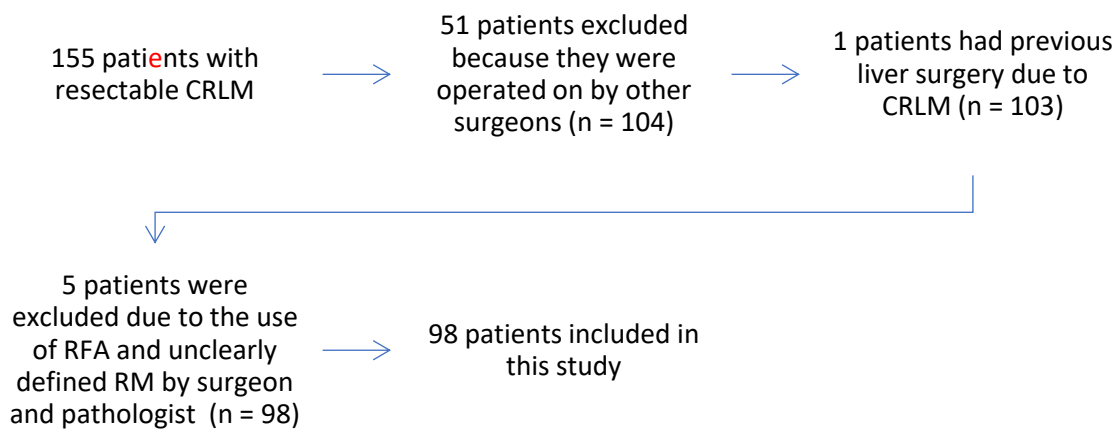 155 patients with
resectable CRLM
51 patients excluded
because they were
operated on by other
surgeons (n = 104)
1 patients had previous
liver surgery due to
CRLM (n = 103)
5 patients were
excluded due to the use
of RFA and unclearly
defined RM by surgeon
and pathologist (n = 98)
98 patients included in
this study